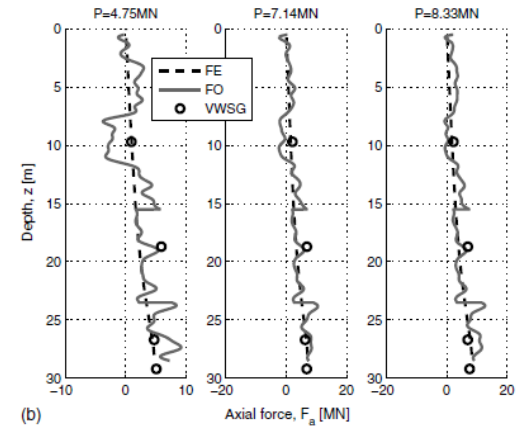 P=4.75MN P=7.14MN P=8.33MN
FE
FO
VWSG
Depth, z [m]
0 0 0
5 5 5
10 10 10
15 15 15
20 20 20
25 25 25
30 30 30
−10 0 10 −20 0 20 −20 0 20
(b) Axial force, Fa [MN]